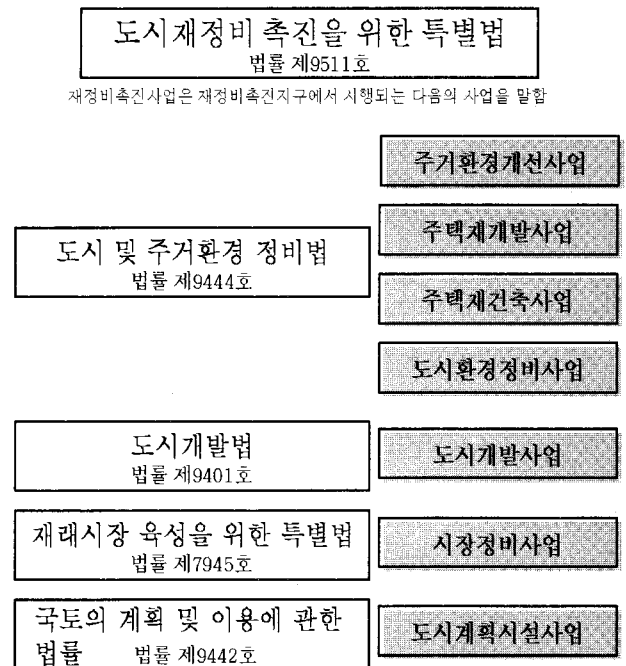 도시재정비 촉진을 위한 특별법
법률 제9511호
재정비촉진사업은 재정비촉진지구에서 시행되는 다음의 사업을 말함
주거환경개선사업
주택재개발사업
도시 및 주거환경 정비법
법률 제9444호
주택재건축사업
도시환경정비사업
도시개발법
법률 제9401호
도시개발사업
재래시장 육성을 위한 특별법
법률 제7945호
시장정비사업
국토의 계획 및 이용에 관한
법률 법률 제9442호
도시계획시설사업